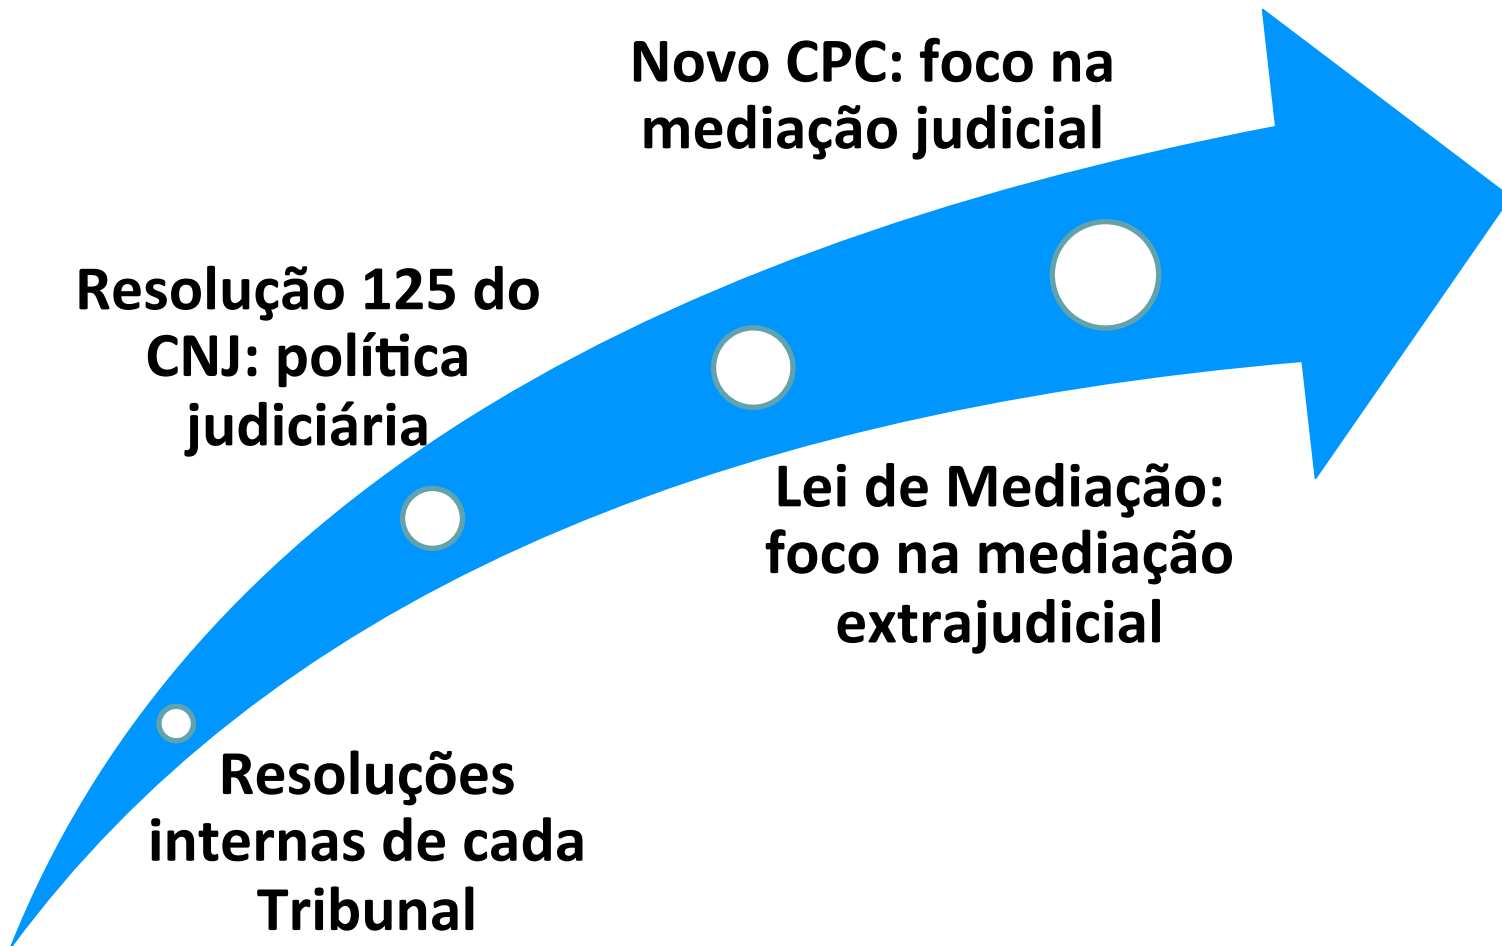 Novo CPC: foco na
mediação judicial
Resolução 125 do
CNJ: política
judiciária
Lei de Mediação:
foco na mediação
extrajudicial
Resoluções
internas de cada
Tribunal